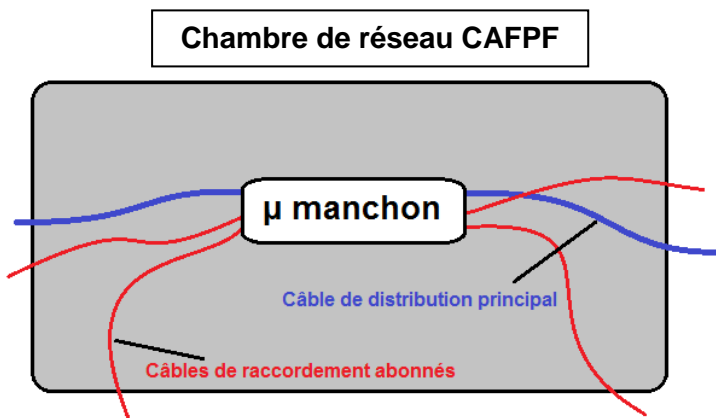 Chambre de réseau CAFPF
µ manchon
Câble de distribution principal
Câbles de raccordement abonnés